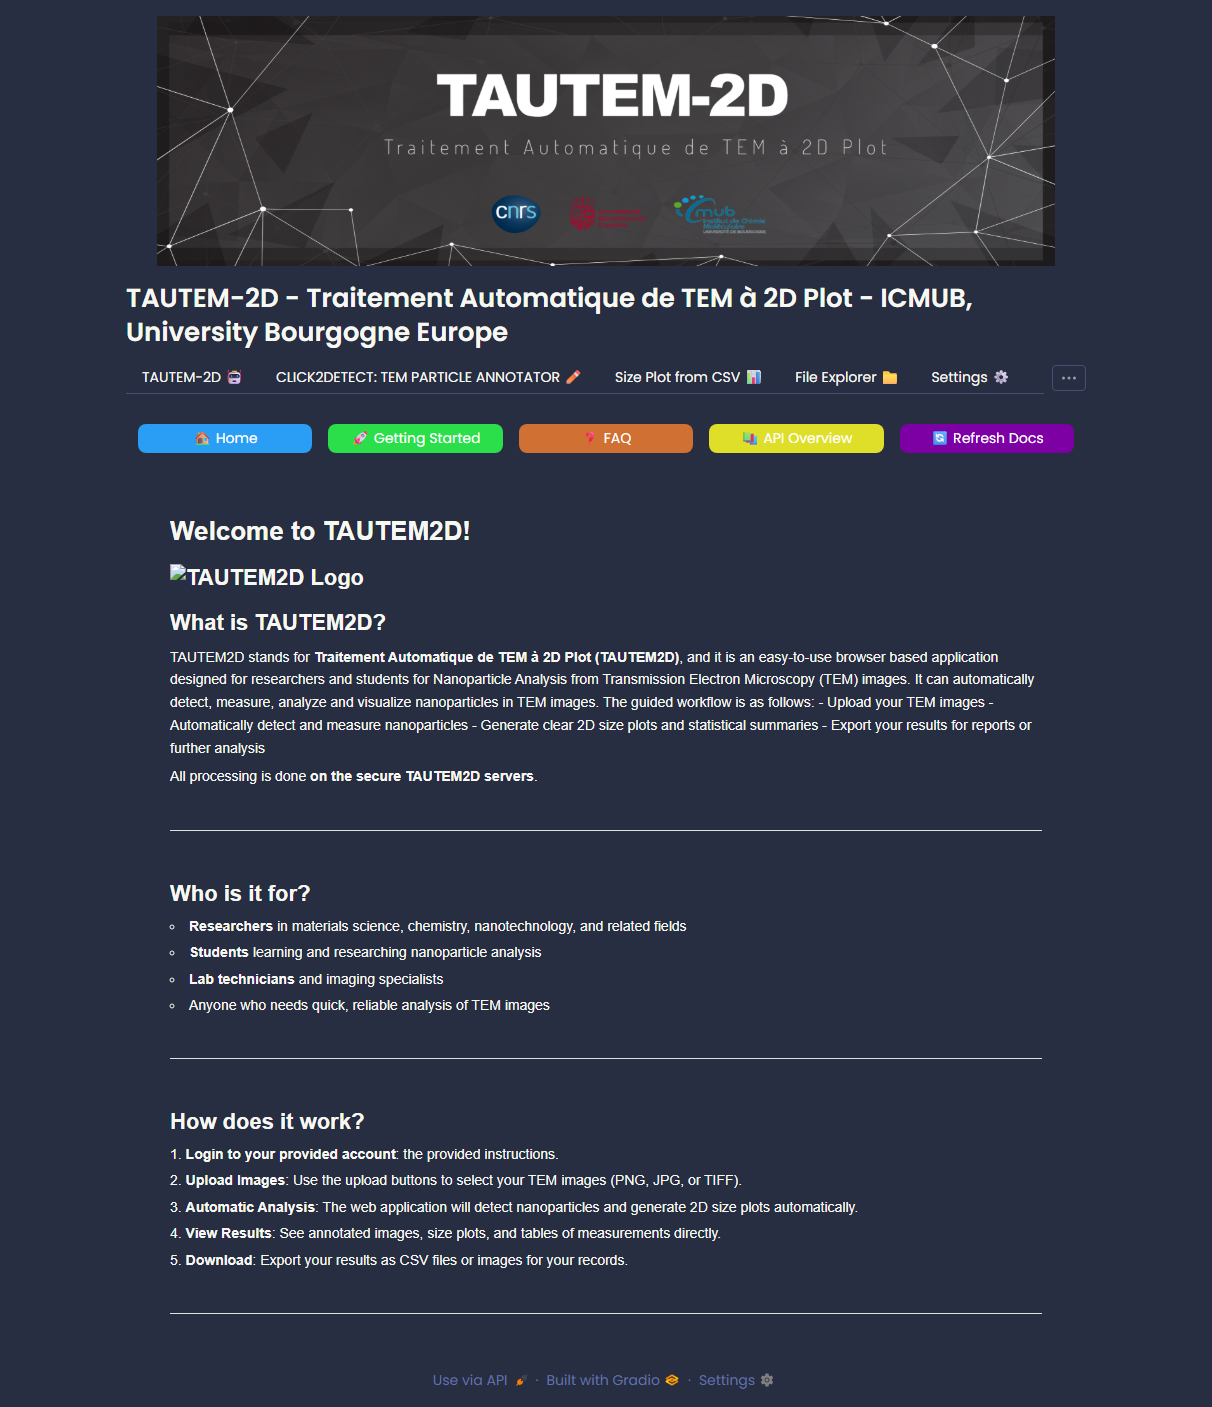 TAUTEM-2D
Traitement Automatique de TEM à 2D Plot
cnrs
icmub
Institut de Chimie
Moléculaire
UNIVERSITÉ DE BOURGOGNE
TAUTEM-2D - Traitement Automatique de TEM à 2D Plot - ICMUB,
University Bourgogne Europe
TAUTEM-2D CLICK2DETECT: TEM PARTICLE ANNOTATOR Size Plot from CSV File Explorer Settings
Home Getting Started FAQ API Overview Refresh Docs
Welcome to TAUTEM2D!
TAUTEM2D Logo
What is TAUTEM2D?
TAUTEM2D stands for Traitement Automatique de TEM à 2D Plot (TAUTEM2D), and it is an easy-to-use browser based application
designed for researchers and students for Nanoparticle Analysis from Transmission Electron Microscopy (TEM) images. It can automatically
detect, measure, analyze and visualize nanoparticles in TEM images. The guided workflow is as follows: - Upload your TEM images -
Automatically detect and measure nanoparticles - Generate clear 2D size plots and statistical summaries - Export your results for reports or
further analysis
All processing is done on the secure TAUTEM2D servers.
Who is it for?
Researchers in materials science, chemistry, nanotechnology, and related fields
Students learning and researching nanoparticle analysis
Lab technicians and imaging specialists
Anyone who needs quick, reliable analysis of TEM images
How does it work?
1. Login to your provided account: the provided instructions.
2. Upload Images: Use the upload buttons to select your TEM images (PNG, JPG, or TIFF).
3. Automatic Analysis: The web application will detect nanoparticles and generate 2D size plots automatically.
4. View Results: See annotated images, size plots, and tables of measurements directly.
5. Download: Export your results as CSV files or images for your records.
Use via API · Built with Gradio · Settings